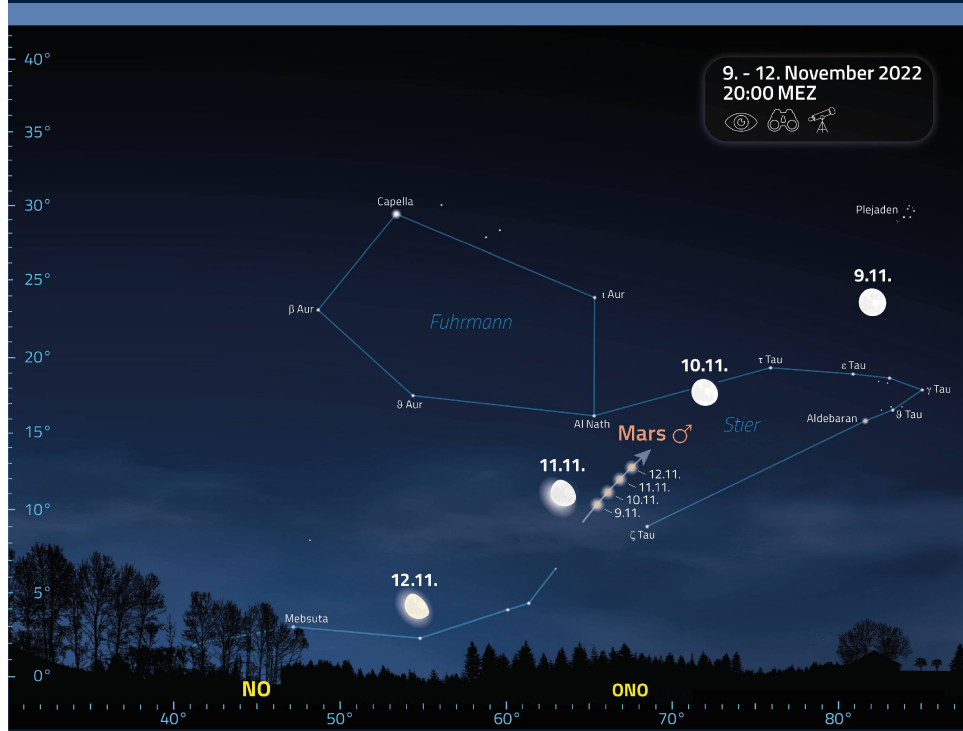 40°
9. - 12. November 2022
20:00 MEZ
35°
30°
Capella
Plejaden
25°
9.11.
ι Aur
β Aur
Fuhrmann
20°
10.11.
τ Tau
ε Tau
γ Tau
ϑ Aur
Al Nath
Aldebaran
ϑ Tau
15°
Mars ♂
Stier
11.11.
12.11.
11.11.
10.11.
9.11.
10°
ζ Tau
12.11.
5°
Mebsuta
0°
NO
ONO
40°
50°
60°
70°
80°